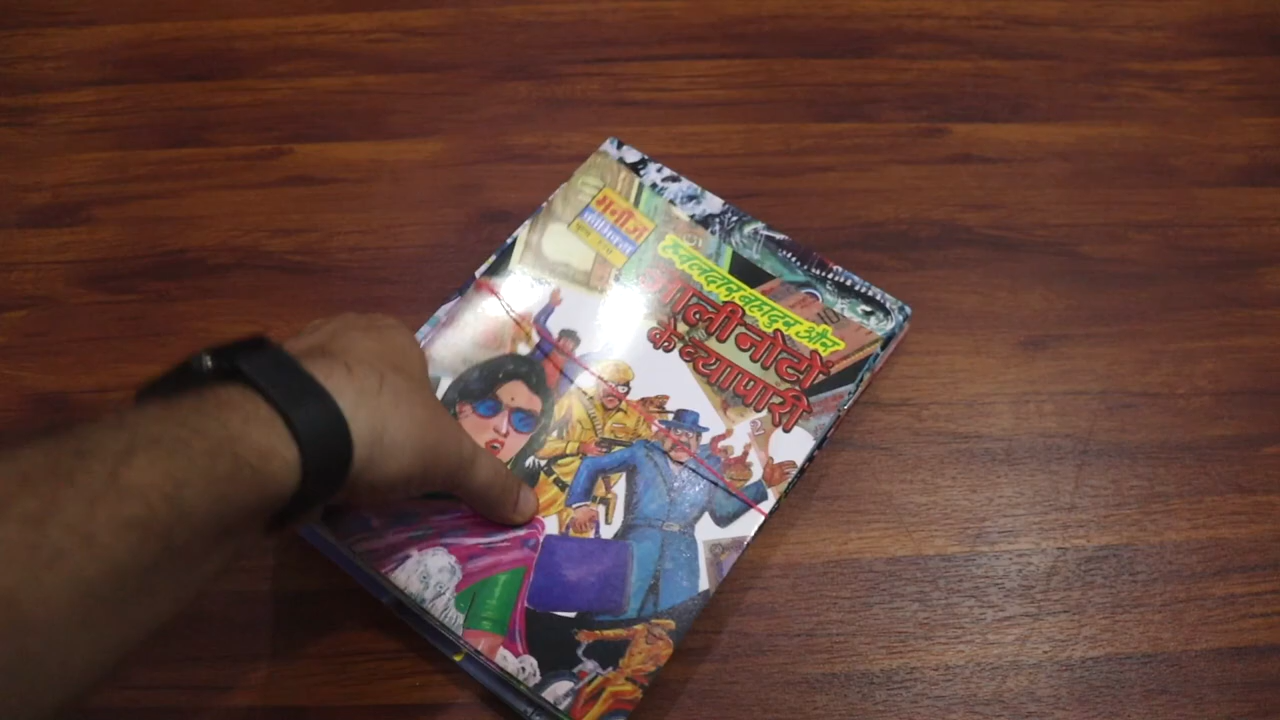 मनोज
कॉमिक्स
हवलदार बहादुर और
जाली नोटों
के व्यापारी